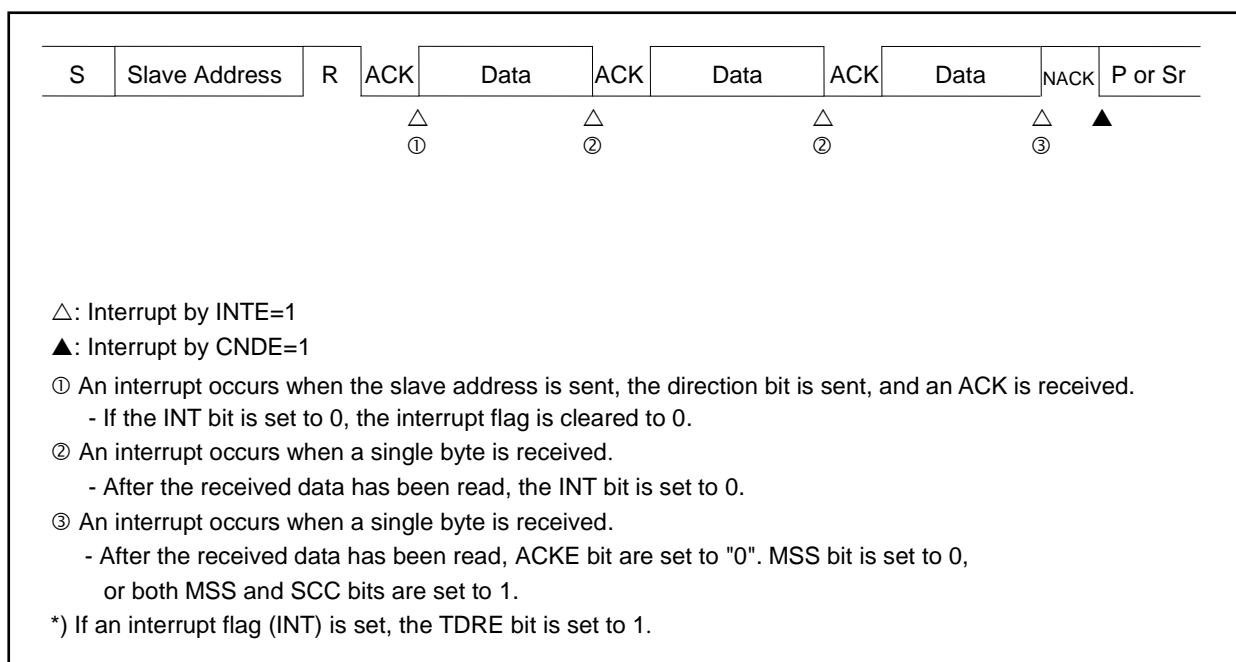 S Slave Address R ACK Data ACK Data ACK Data NACK P or Sr
△ △ △ △ ▲
① ② ② ③
△: Interrupt by INTE=1
▲: Interrupt by CNDE=1
① An interrupt occurs when the slave address is sent, the direction bit is sent, and an ACK is received.
- If the INT bit is set to 0, the interrupt flag is cleared to 0.
② An interrupt occurs when a single byte is received.
- After the received data has been read, the INT bit is set to 0.
③ An interrupt occurs when a single byte is received.
- After the received data has been read, ACKE bit are set to "0". MSS bit is set to 0,
or both MSS and SCC bits are set to 1.
*) If an interrupt flag (INT) is set, the TDRE bit is set to 1.